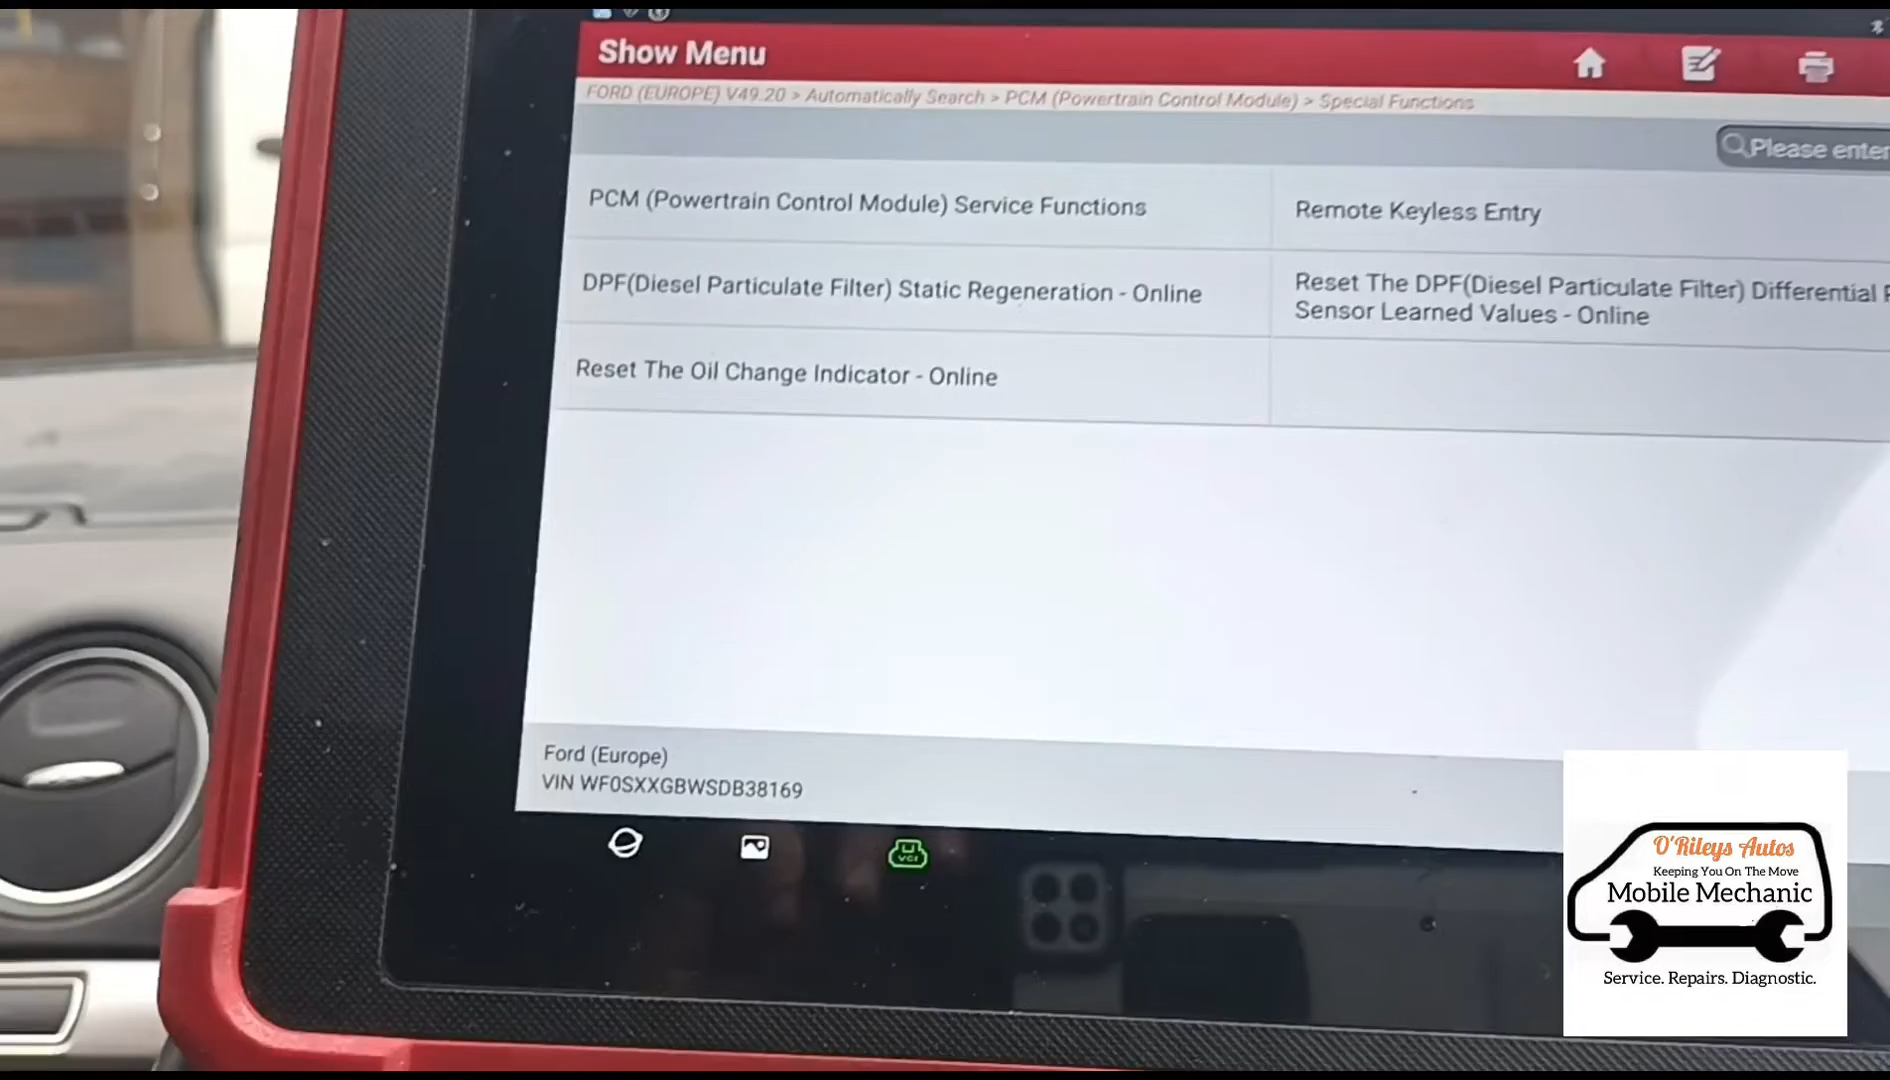 Show Menu
FORD (EUROPE) V49.20 > Automatically Search > PCM (Powertrain Control Module) > Special Functions
Please enter
PCM (Powertrain Control Module) Service Functions
Remote Keyless Entry
DPF(Diesel Particulate Filter) Static Regeneration - Online
Reset The DPF(Diesel Particulate Filter) Differential
Sensor Learned Values - Online
Reset The Oil Change Indicator - Online
Ford (Europe)
VIN WF0SXXGBWSDB38169
VCI
O'Rileys Autos
Keeping You On The Move
Mobile Mechanic
Service. Repairs. Diagnostic.